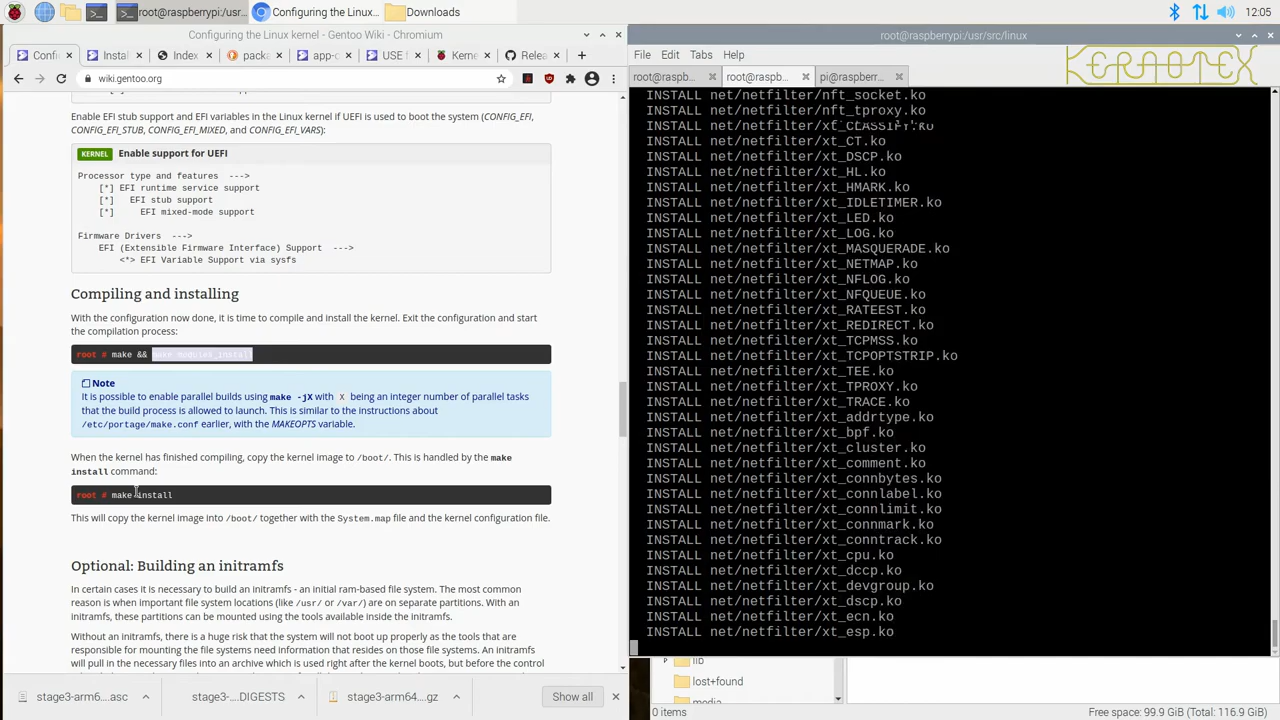 root@raspberrypi:/usr...
Configuring the Linux...
Downloads
12:05
Configuring the Linux kernel - Gentoo Wiki - Chromium
Confi
Instal
Index
packa
app-c
USE f
Kerne
Relea
wiki.gentoo.org
Enable EFI stub support and EFI variables in the Linux kernel if UEFI is used to boot the system (CONFIG_EFI,
CONFIG_EFI_STUB, CONFIG_EFI_MIXED, and CONFIG_EFI_VARS):
KERNEL Enable support for UEFI
Processor type and features --->
[*] EFI runtime service support
[*] EFI stub support
[*] EFI mixed-mode support
Firmware Drivers --->
EFI (Extensible Firmware Interface) Support --->
<*> EFI Variable Support via sysfs
Compiling and installing
With the configuration now done, it is time to compile and install the kernel. Exit the configuration and start
the compilation process:
root # make && make modules_install
Note
It is possible to enable parallel builds using make -jX with X being an integer number of parallel tasks
that the build process is allowed to launch. This is similar to the instructions about
/etc/portage/make.conf earlier, with the MAKEOPTS variable.
When the kernel has finished compiling, copy the kernel image to /boot/. This is handled by the make
install command:
root # make install
This will copy the kernel image into /boot/ together with the System.map file and the kernel configuration file.
Optional: Building an initramfs
In certain cases it is necessary to build an initramfs - an initial ram-based file system. The most common
reason is when important file system locations (like /usr/ or /var/) are on separate partitions. With an
initramfs, these partitions can be mounted using the tools available inside the initramfs.
Without an initramfs, there is a huge risk that the system will not boot up properly as the tools that are
responsible for mounting the file systems need information that resides on those file systems. An initramfs
will pull in the necessary files into an archive which is used right after the kernel boots, but before the control
stage3-arm6....asc
stage3-....DIGESTS
stage3-arm64....gz
Show all
root@raspberrypi:/usr/src/linux
File Edit Tabs Help
root@raspb...
root@raspb...
pi@raspberr...
INSTALL net/netfilter/nft_socket.ko
INSTALL net/netfilter/nft_tproxy.ko
INSTALL net/netfilter/xt_CLASSIFY.ko
INSTALL net/netfilter/xt_CT.ko
INSTALL net/netfilter/xt_DSCP.ko
INSTALL net/netfilter/xt_HL.ko
INSTALL net/netfilter/xt_HMARK.ko
INSTALL net/netfilter/xt_IDLETIMER.ko
INSTALL net/netfilter/xt_LED.ko
INSTALL net/netfilter/xt_LOG.ko
INSTALL net/netfilter/xt_MASQUERADE.ko
INSTALL net/netfilter/xt_NETMAP.ko
INSTALL net/netfilter/xt_NFLOG.ko
INSTALL net/netfilter/xt_NFQUEUE.ko
INSTALL net/netfilter/xt_RATEEST.ko
INSTALL net/netfilter/xt_REDIRECT.ko
INSTALL net/netfilter/xt_TCPMSS.ko
INSTALL net/netfilter/xt_TCPOPTSTRIP.ko
INSTALL net/netfilter/xt_TEE.ko
INSTALL net/netfilter/xt_TPROXY.ko
INSTALL net/netfilter/xt_TRACE.ko
INSTALL net/netfilter/xt_addrtype.ko
INSTALL net/netfilter/xt_bpf.ko
INSTALL net/netfilter/xt_cluster.ko
INSTALL net/netfilter/xt_comment.ko
INSTALL net/netfilter/xt_connbytes.ko
INSTALL net/netfilter/xt_connlabel.ko
INSTALL net/netfilter/xt_connlimit.ko
INSTALL net/netfilter/xt_connmark.ko
INSTALL net/netfilter/xt_conntrack.ko
INSTALL net/netfilter/xt_cpu.ko
INSTALL net/netfilter/xt_dccp.ko
INSTALL net/netfilter/xt_devgroup.ko
INSTALL net/netfilter/xt_dscp.ko
INSTALL net/netfilter/xt_ecn.ko
INSTALL net/netfilter/xt_esp.ko
lib
lost+found
media
0 items
Free space: 99.9 GiB (Total: 116.9 GiB)